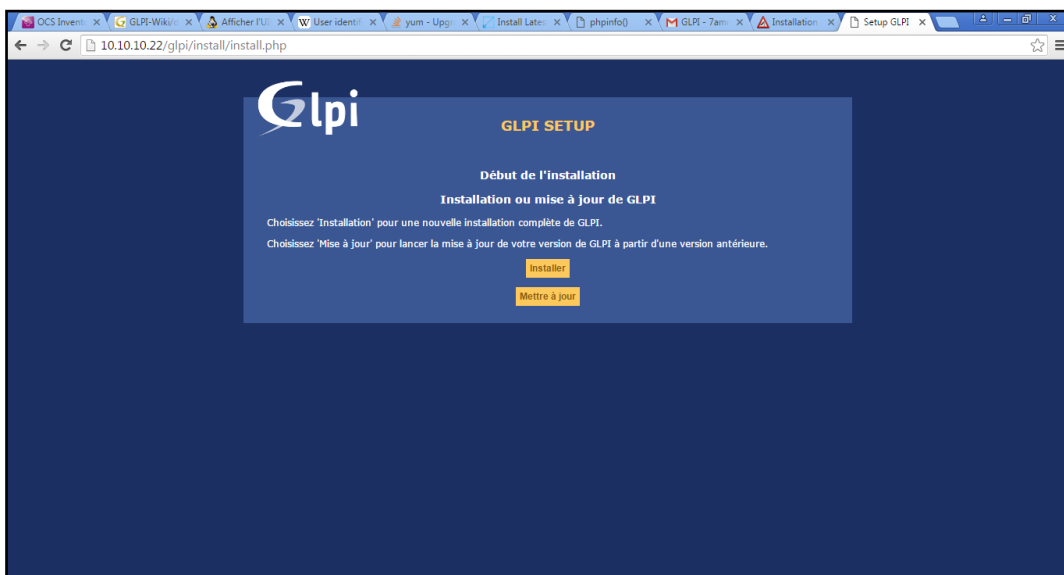 OCS Invent
GLPI-Wiki/d
Afficher l'UI
User identif
yum - Upg
Install Lates
phpinfo()
GLPI - 7am
Installation
Setup GLPI
10.10.10.22/glpi/install/install.php
Glpi
GLPI SETUP
Début de l'installation
Installation ou mise à jour de GLPI
Choisissez 'Installation' pour une nouvelle installation complète de GLPI.
Choisissez 'Mise à jour' pour lancer la mise à jour de votre version de GLPI à partir d'une version antérieure.
Installer
Mettre à jour